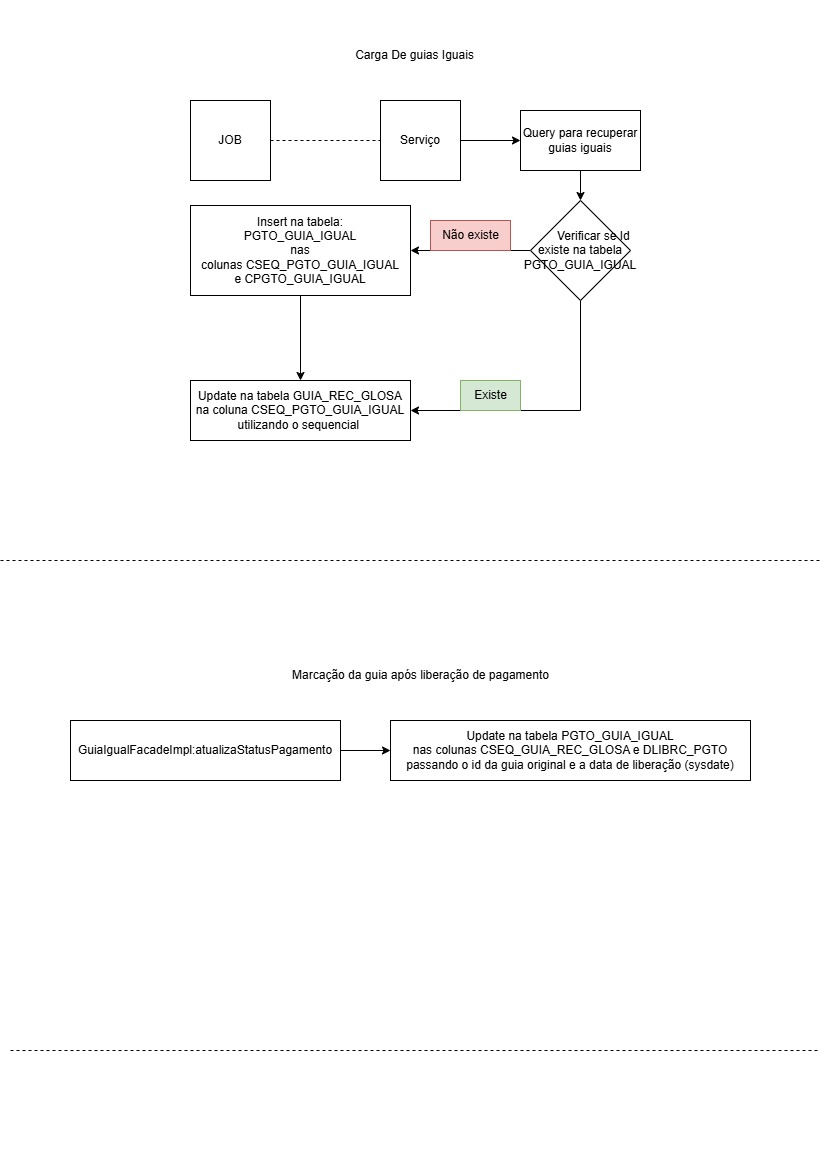 Carga De guias Iguais
JOB
Serviço
Query para recuperar
guias iguais
Insert na tabela:
PGTO_GUIA_IGUAL
nas
colunas CSEQ_PGTO_GUIA_IGUAL
e CPGTO_GUIA_IGUAL
Não existe
Verificar se Id
existe na tabela
PGTO_GUIA_IGUAL
Update na tabela GUIA_REC_GLOSA
na coluna CSEQ_PGTO_GUIA_IGUAL
utilizando o sequencial
Existe
Marcação da guia após liberação de pagamento
GuiaIgualFacadeImpl:atualizaStatusPagamento
Update na tabela PGTO_GUIA_IGUAL
nas colunas CSEQ_GUIA_REC_GLOSA e DLIBRC_PGTO
passando o id da guia original e a data de liberação (sysdate)